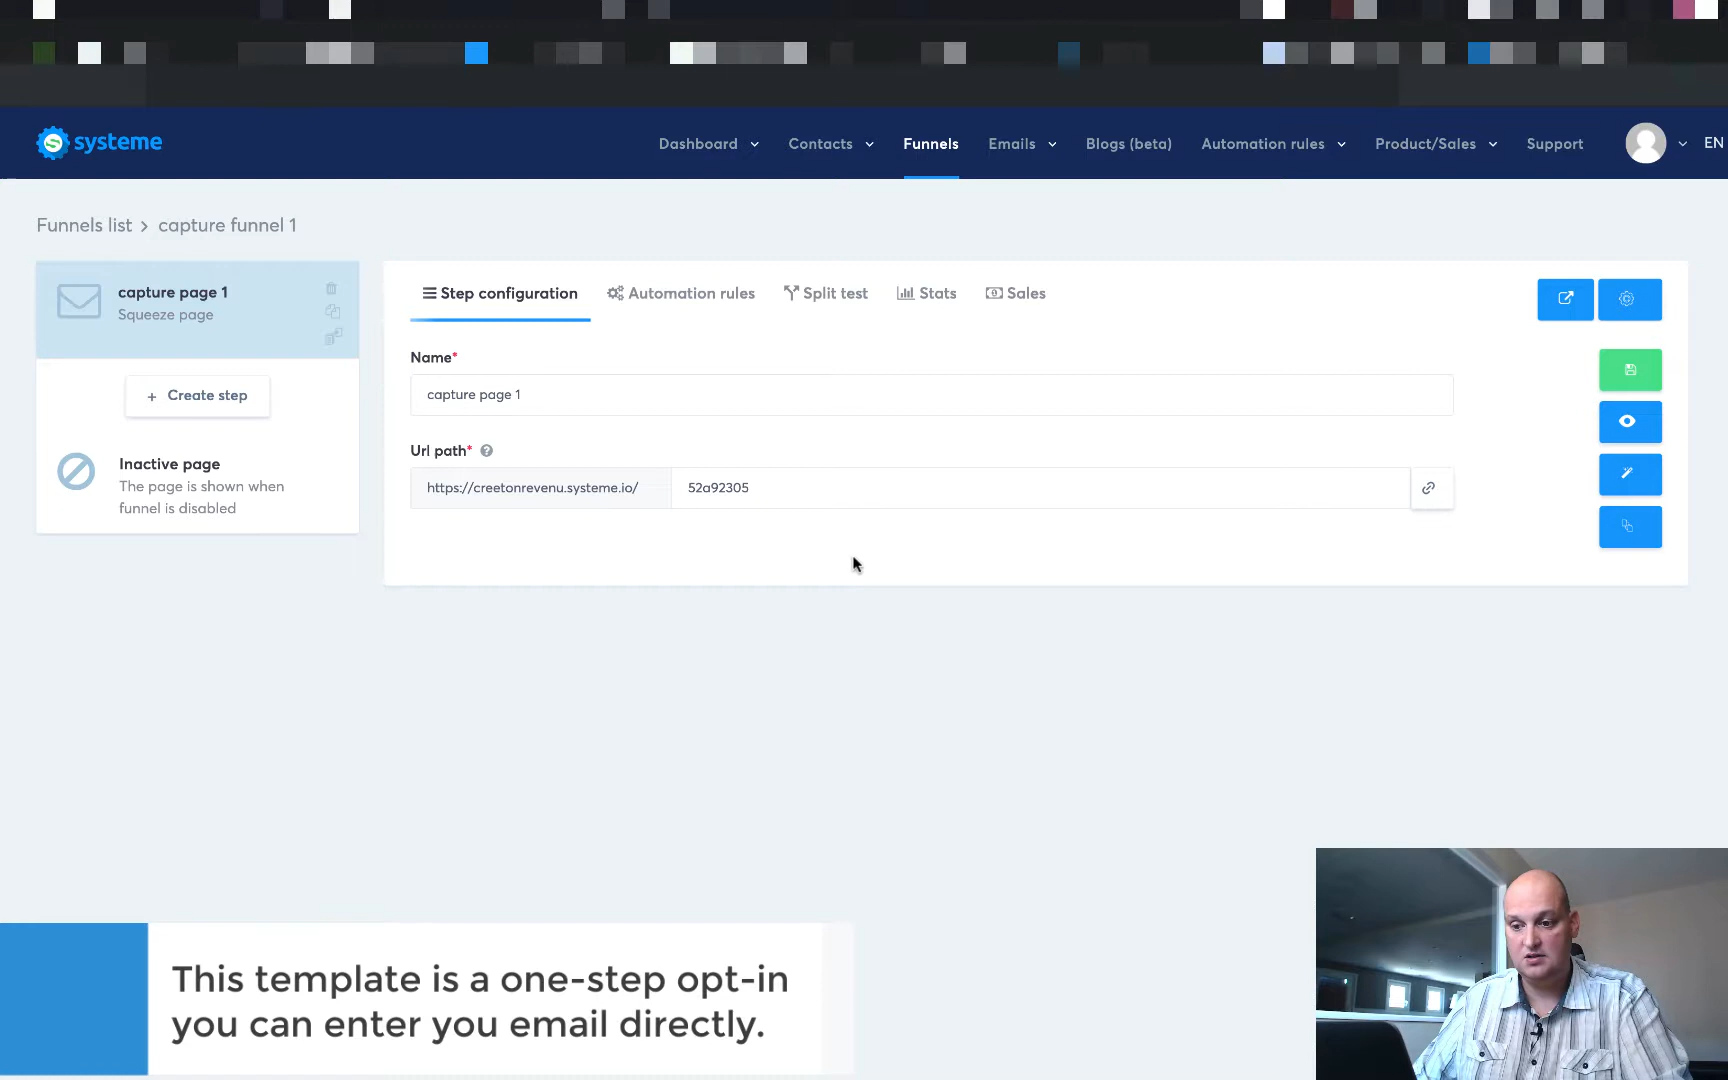 systeme
Dashboard
Contacts
Funnels
Emails
Blogs (beta)
Automation rules
Product/Sales
Support
EN
Funnels list > capture funnel 1
capture page 1
Squeeze page
+ Create step
Inactive page
The page is shown when
funnel is disabled
Step configuration
Automation rules
Split test
Stats
Sales
Name*
capture page 1
Url path* ?
https://creetonrevenu.systeme.io/
52a92305
This template is a one-step opt-in
you can enter you email directly.